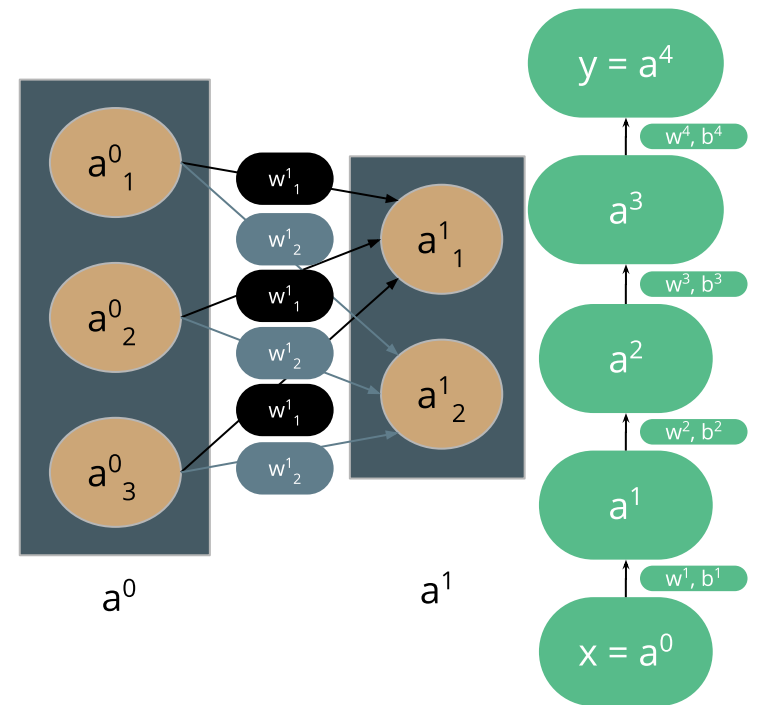 a⁰₁
a⁰₂
a⁰₃
a⁰
w¹₁
w¹₂
w¹₁
w¹₂
w¹₁
w¹₂
a¹₁
a¹₂
a¹
y = a⁴
w⁴, b⁴
a³
w³, b³
a²
w², b²
a¹
w¹, b¹
x = a⁰